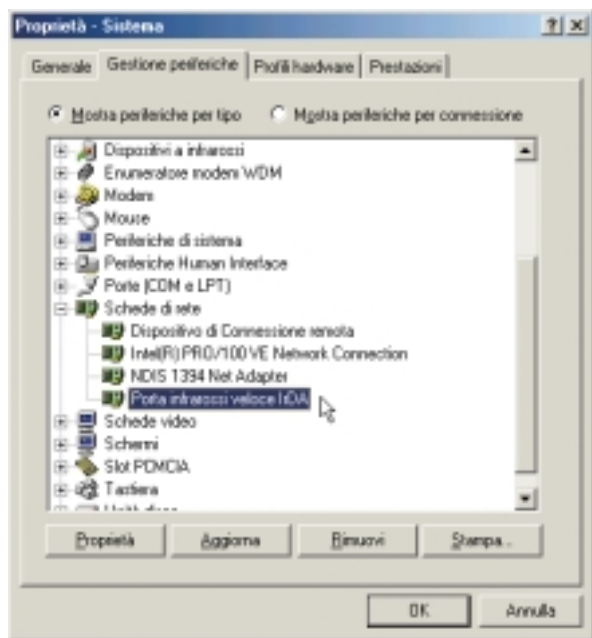 Proprietà - Sistema
Generale Gestione periferiche Profili hardware Prestazioni
Mostra periferiche per tipo Mostra periferiche per connessione
Dispositivi a infrarossi
Enumeratore modem WDM
Modem
Mouse
Periferiche di sistema
Periferiche Human Interface
Porte (COM e LPT)
Schede di rete
Dispositivo di Connessione remota
Intel(R) PRO/100 VE Network Connection
NDIS 1394 Net Adapter
Porta infrarossi veloce IrDA
Schede video
Schermi
Slot PCMCIA
Tastiera
Proprietà Aggiorna Rimuovi Stampa...
OK Annulla